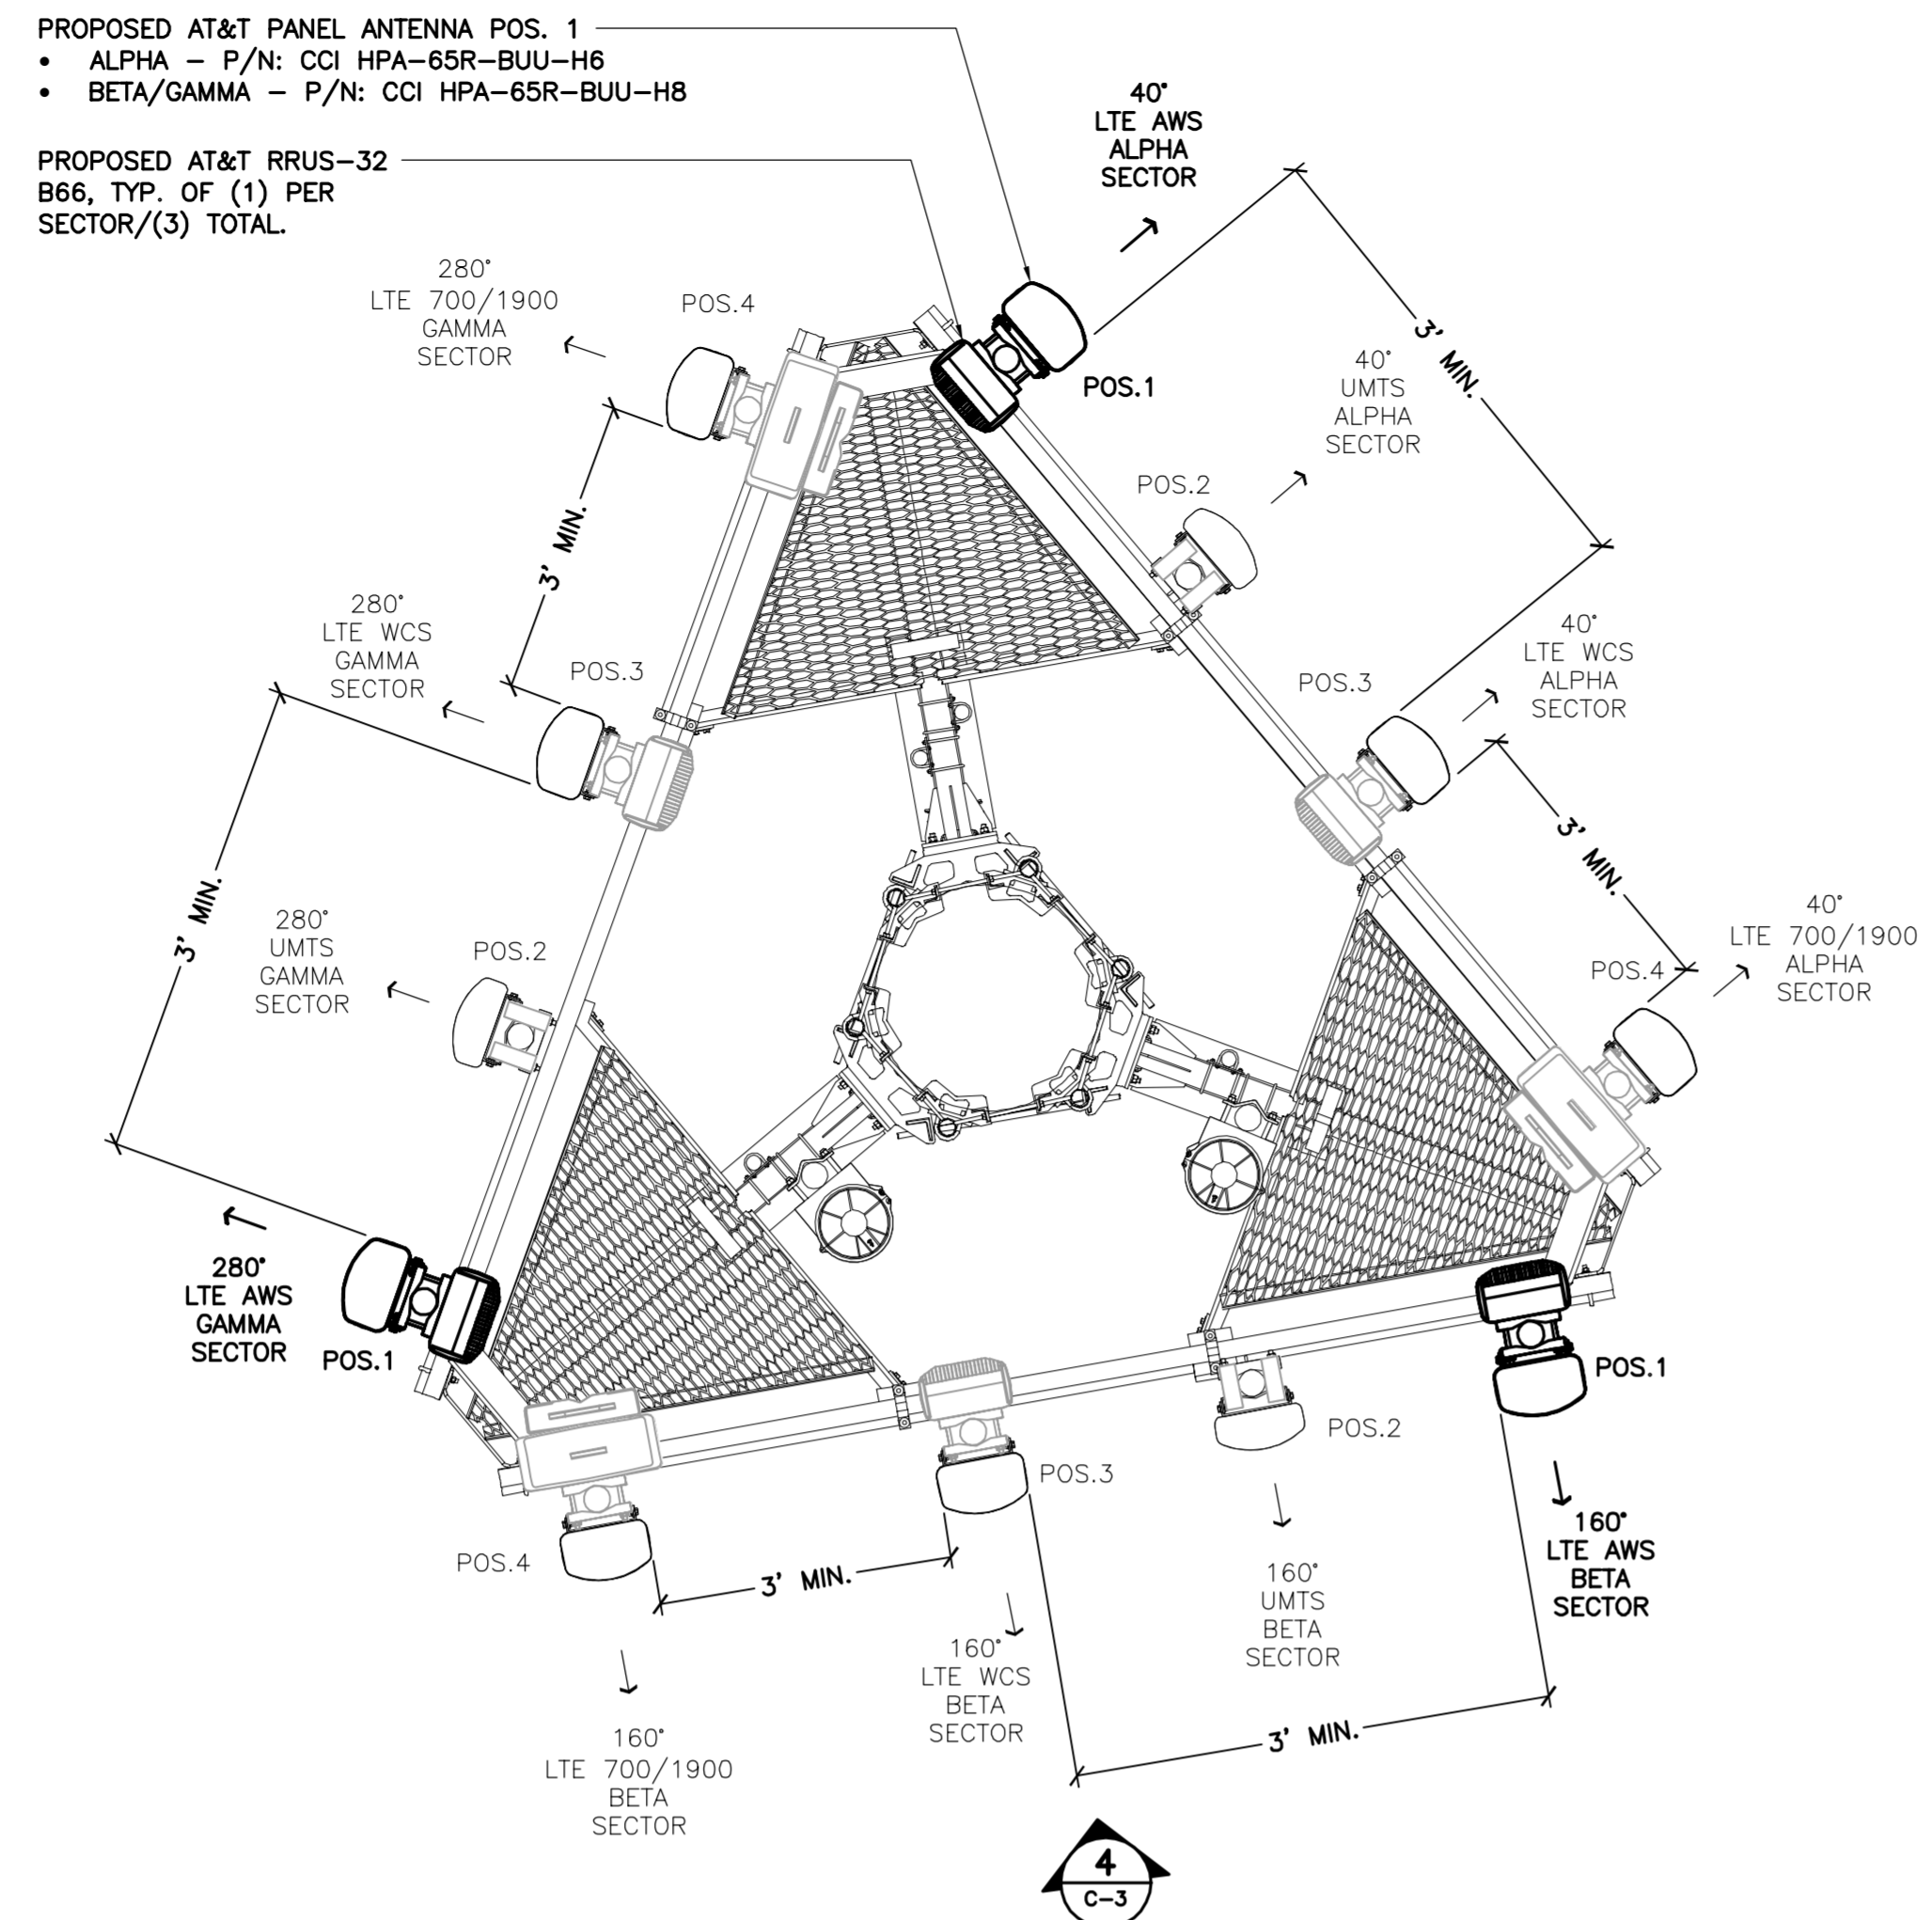 PROPOSED AT&T PANEL ANTENNA POS. 1
• ALPHA – P/N: CCI HPA-65R-BUU-H6
• BETA/GAMMA – P/N: CCI HPA-65R-BUU-H8
PROPOSED AT&T RRUS-32
B66, TYP. OF (1) PER
SECTOR/(3) TOTAL.
40°
LTE AWS
ALPHA
SECTOR
280°
LTE 700/1900
GAMMA
SECTOR
POS.4
POS.1
3' MIN.
40°
UMTS
ALPHA
SECTOR
POS.2
3' MIN.
280°
LTE WCS
GAMMA
SECTOR
POS.3
40°
LTE WCS
ALPHA
SECTOR
POS.3
3' MIN.
3' MIN.
280°
UMTS
GAMMA
SECTOR
POS.2
40°
LTE 700/1900
ALPHA
SECTOR
POS.4
280°
LTE AWS
GAMMA
SECTOR
POS.1
POS.1
POS.2
POS.3
POS.4
3' MIN.
160°
LTE AWS
BETA
SECTOR
160°
UMTS
BETA
SECTOR
160°
LTE WCS
BETA
SECTOR
160°
LTE 700/1900
BETA
SECTOR
3' MIN.
4
C-3